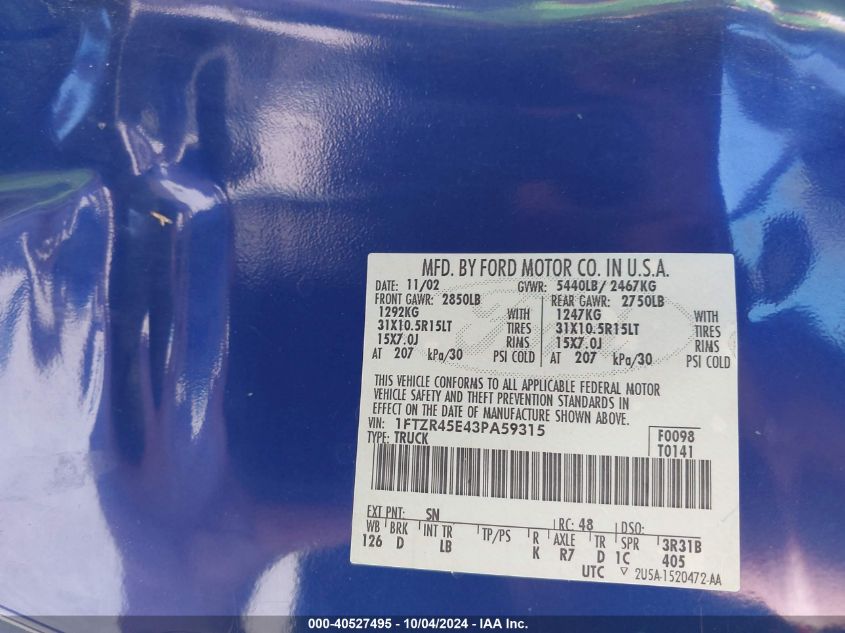 MFD. BY FORD MOTOR CO. IN U.S.A.
DATE: 11/02 GVWR: 5440LB/ 2467KG
FRONT GAWR: 2850LB REAR GAWR: 2750LB
1292KG WITH 1247KG WITH
31X10.5R15LT TIRES 31X10.5R15LT TIRES
15X7.0J RIMS 15X7.0J RIMS
AT 207 kPa/30 PSI COLD AT 207 kPa/30 PSI COLD
THIS VEHICLE CONFORMS TO ALL APPLICABLE FEDERAL MOTOR
VEHICLE SAFETY AND THEFT PREVENTION STANDARDS IN
EFFECT ON THE DATE OF MANUFACTURE SHOWN ABOVE.
VIN: 1FTZR45E43PA59315 F0098
TYPE: TRUCK T0141
EXT PNT: SN RC: 48 DSO:
WB BRK INT TR TP/PS R AXLE TR SPR 3R31B
126 D LB K R7 D 1C 405
UTC ▽ 2U5A-1520472-AA
000-40527495 - 10/04/2024 - IAA Inc.